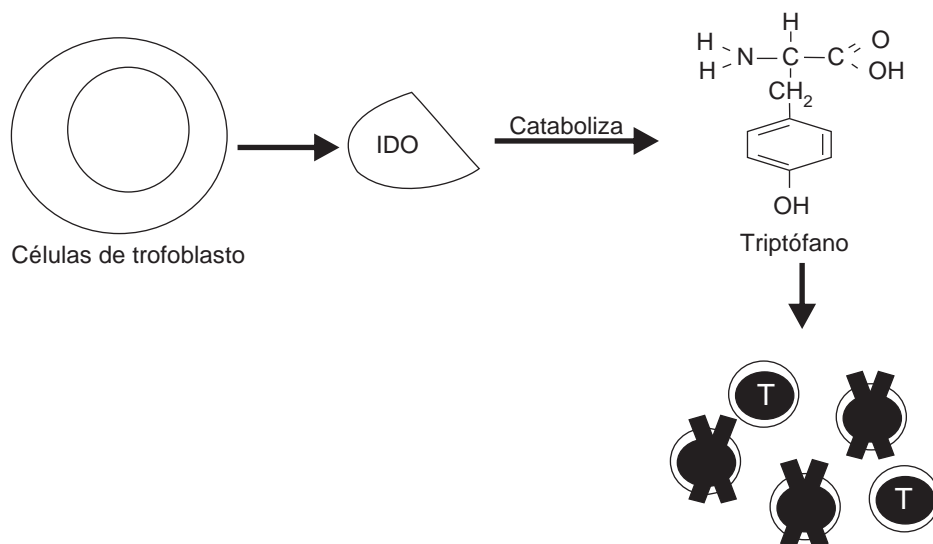 H
H
H
N
C
C
O
OH
CH2
OH
IDO
Cataboliza
Células de trofoblasto
Triptófano
T
T